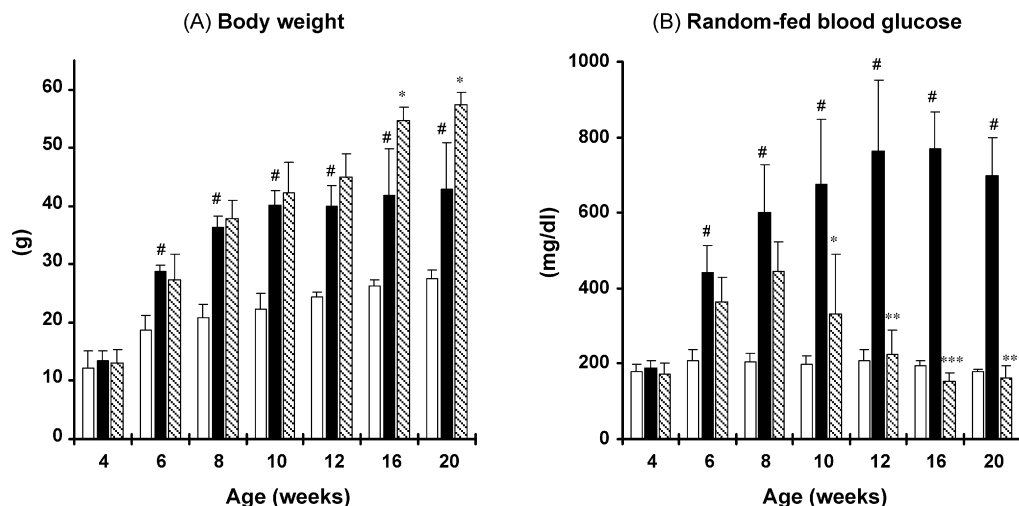 (A) Body weight
60
50
40
30
20
10
0
(g)
# # # # # * # *
4 6 8 10 12 16 20
Age (weeks)
(B) Random-fed blood glucose
1000
800
600
400
200
0
(mg/dl)
# # # * # ** # *** # **
4 6 8 10 12 16 20
Age (weeks)